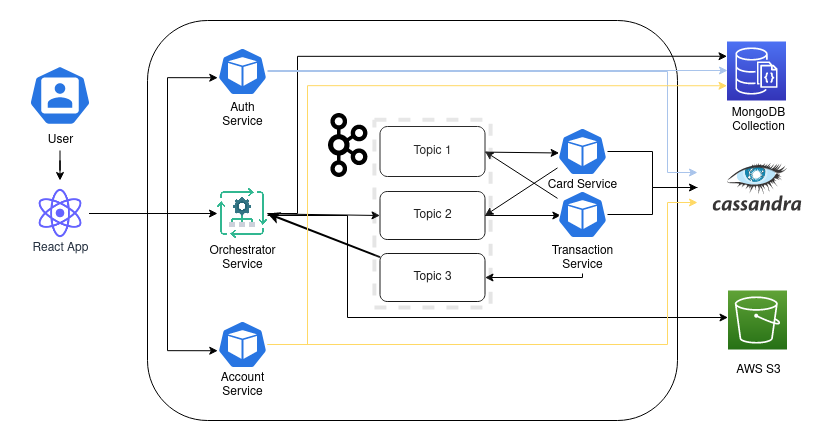 Auth
Service
MongoDB
Collection
User
Topic 1
Card Service
cassandra
React App
Topic 2
Orchestrator
Service
Transaction
Service
Topic 3
Account
Service
AWS S3